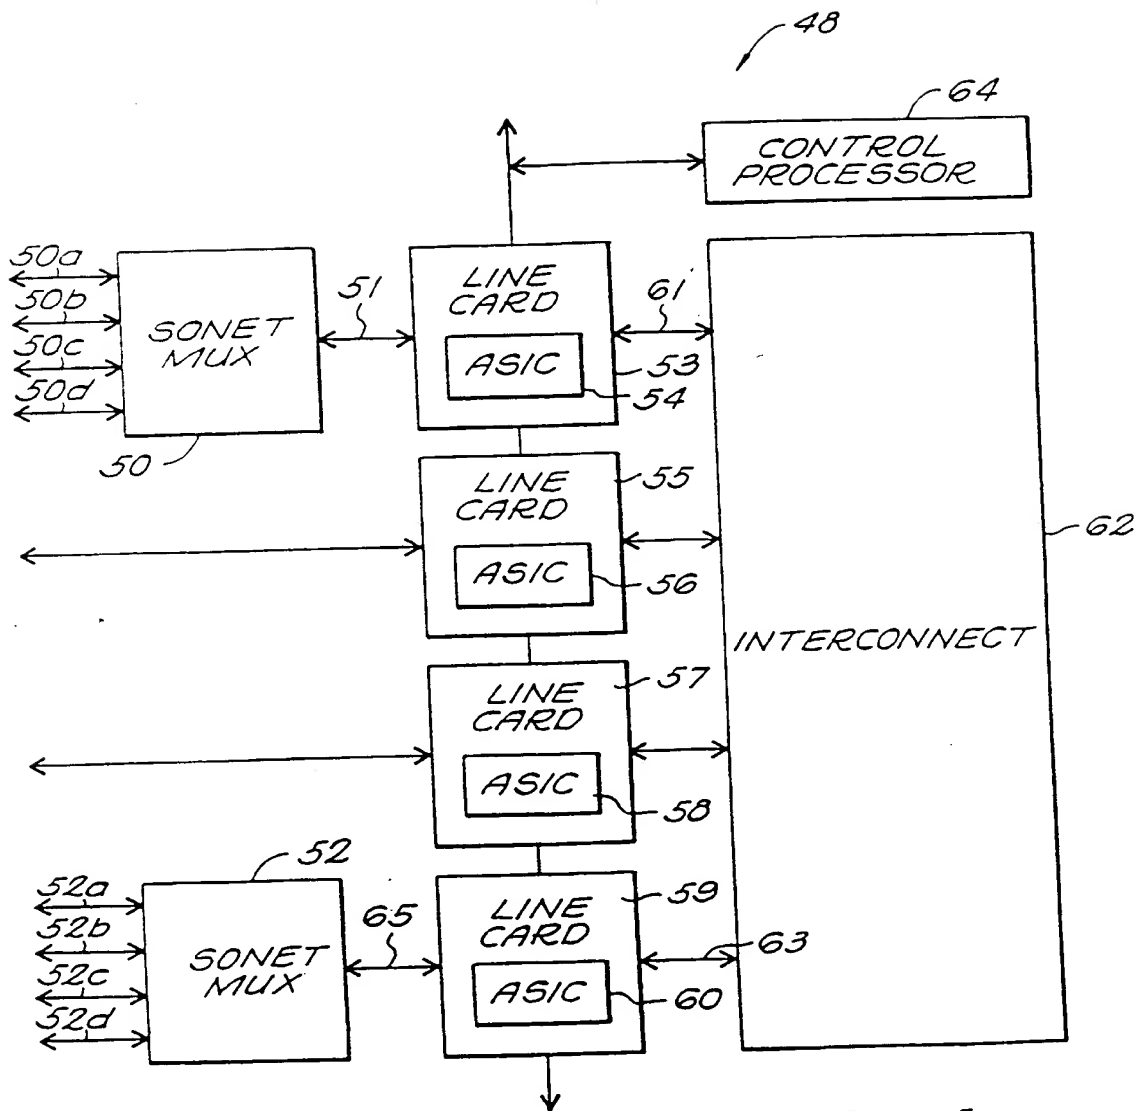 48
64
CONTROL
PROCESSOR
50a
50b
50c
50d
SONET
MUX
50
51
LINE
CARD
ASIC
54
53
61
LINE
CARD
55
ASIC
56
62
INTERCONNECT
LINE
CARD
57
ASIC
58
52
52a
52b
52c
52d
SONET
MUX
65
LINE
CARD
59
ASIC
60
63